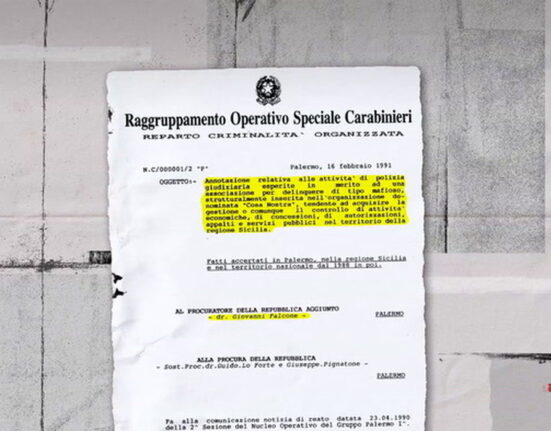 Raggruppamento Operativo Speciale Carabinieri
REPARTO CRIMINALITA` ORGANIZZATA
N.C/000001/2 "P" Palermo, 16 febbraio 1991
OGGETTO:- Annotazione relativa alle attivita' di polizia
giudiziaria esperite in merito ad una
associazione per delinquere di tipo mafioso,
strutturalmente inserita nell'organizzazione de-
nominata "Cosa Nostra", tendente ad acquisire la
gestione o comunque il controllo di attivita'
economiche, di concessioni, di autorizzazioni,
appalti e servizi pubblici nel territorio della
regione Sicilia.
Fatti accertati in Palermo, nella regione Sicilia
e nel territorio nazionale dal 1988 in poi.
AL PROCURATORE DELLA REPUBBLICA AGGIUNTO
- dr. Giovanni Falcone - PALERMO
ALLA PROCURA DELLA REPUBBLICA
- Sost.Proc.dr.Guido.Lo Forte e Giuseppe.Pignatone -
PALERMO
Fa alla comunicazione notizia di reato datata 23.04.1990
della 2^ Sezione del Nucleo Operativo del Gruppo Palermo 1^.